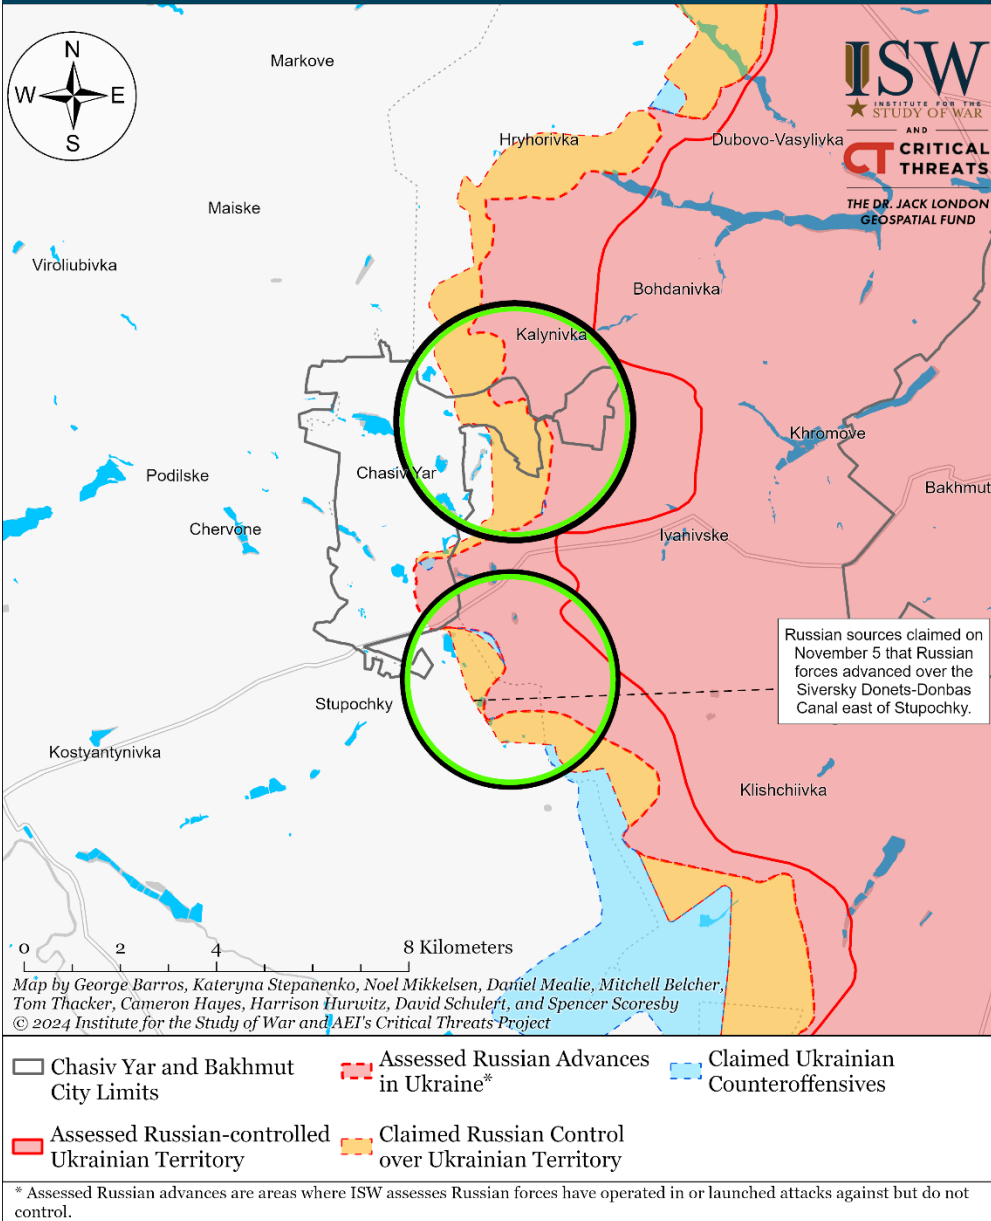 Markove
N
W
E
S
ISW
INSTITUTE FOR THE
STUDY OF WAR
AND
CT CRITICAL
THREATS
THE DR. JACK LONDON
GEOSPATIAL FUND
Hryhorivka
Dubovo-Vasylivka
Maiske
Viroliubivka
Bohdanivka
Kalynivka
Khromove
Podilske
Chasiv Yar
Bakhmut
Chervone
Ivanivske
Russian sources claimed on
November 5 that Russian
forces advanced over the
Siversky Donets-Donbas
Canal east of Stupochky.
Stupochky
Kostyantynivka
Klishchiivka
0 2 4 8 Kilometers
Map by George Barros, Kateryna Stepanenko, Noel Mikkelsen, Daniel Mealie, Mitchell Belcher,
Tom Thacker, Cameron Hayes, Harrison Hurwitz, David Schulert, and Spencer Scoresby
© 2024 Institute for the Study of War and AEI's Critical Threats Project
Chasiv Yar and Bakhmut
City Limits
Assessed Russian Advances
in Ukraine*
Claimed Ukrainian
Counteroffensives
Assessed Russian-controlled
Ukrainian Territory
Claimed Russian Control
over Ukrainian Territory
* Assessed Russian advances are areas where ISW assesses Russian forces have operated in or launched attacks against but do not
control.